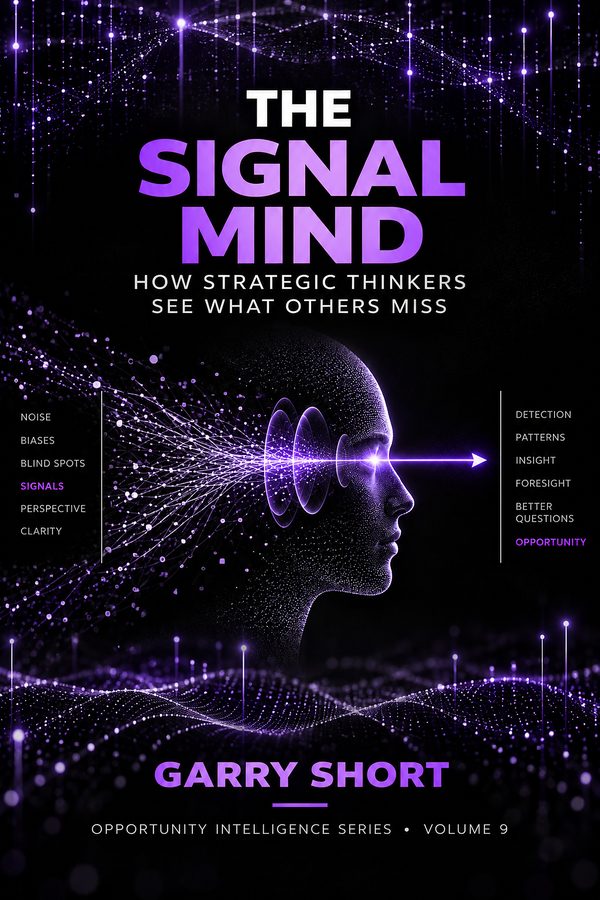 THE
SIGNAL
MIND
HOW STRATEGIC THINKERS
SEE WHAT OTHERS MISS
NOISE
BIASES
BLIND SPOTS
SIGNALS
PERSPECTIVE
CLARITY
DETECTION
PATTERNS
INSIGHT
FORESIGHT
BETTER
QUESTIONS
OPPORTUNITY
GARRY SHORT
OPPORTUNITY INTELLIGENCE SERIES • VOLUME 9